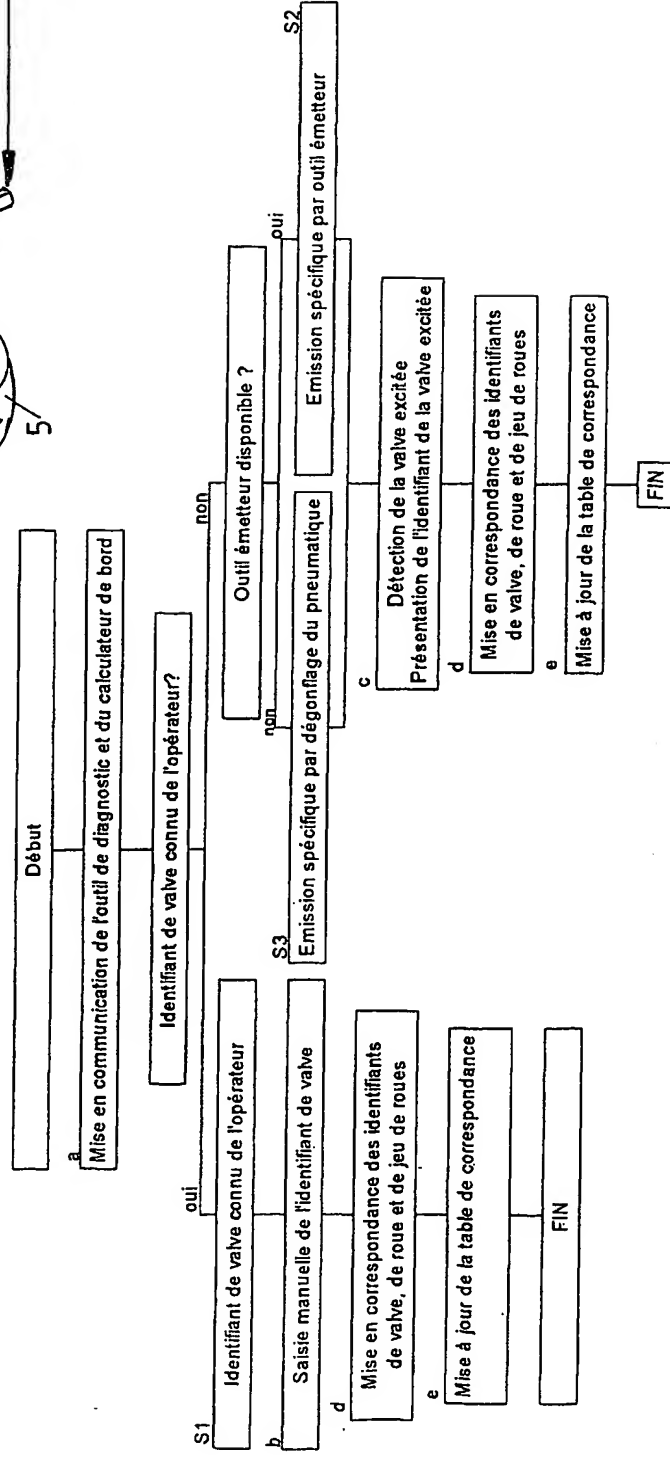 5
Début
a
Mise en communication de l'outil de diagnostic et du calculateur de bord
Identifiant de valve connu de l'opérateur?
oui
non
S1
Identifiant de valve connu de l'opérateur
b
Saisie manuelle de l'identifiant de valve
d
Mise en correspondance des identifiants
de valve, de roue et de jeu de roues
e
Mise à jour de la table de correspondance
FIN
Outil émetteur disponible ?
non
oui
S3
Emission spécifique par dégonflage du pneumatique
S2
Emission spécifique par outil émetteur
c
Détection de la valve excitée
Présentation de l'identifiant de la valve excitée
d
Mise en correspondance des identifiants
de valve, de roue et de jeu de roues
e
Mise à jour de la table de correspondance
FIN